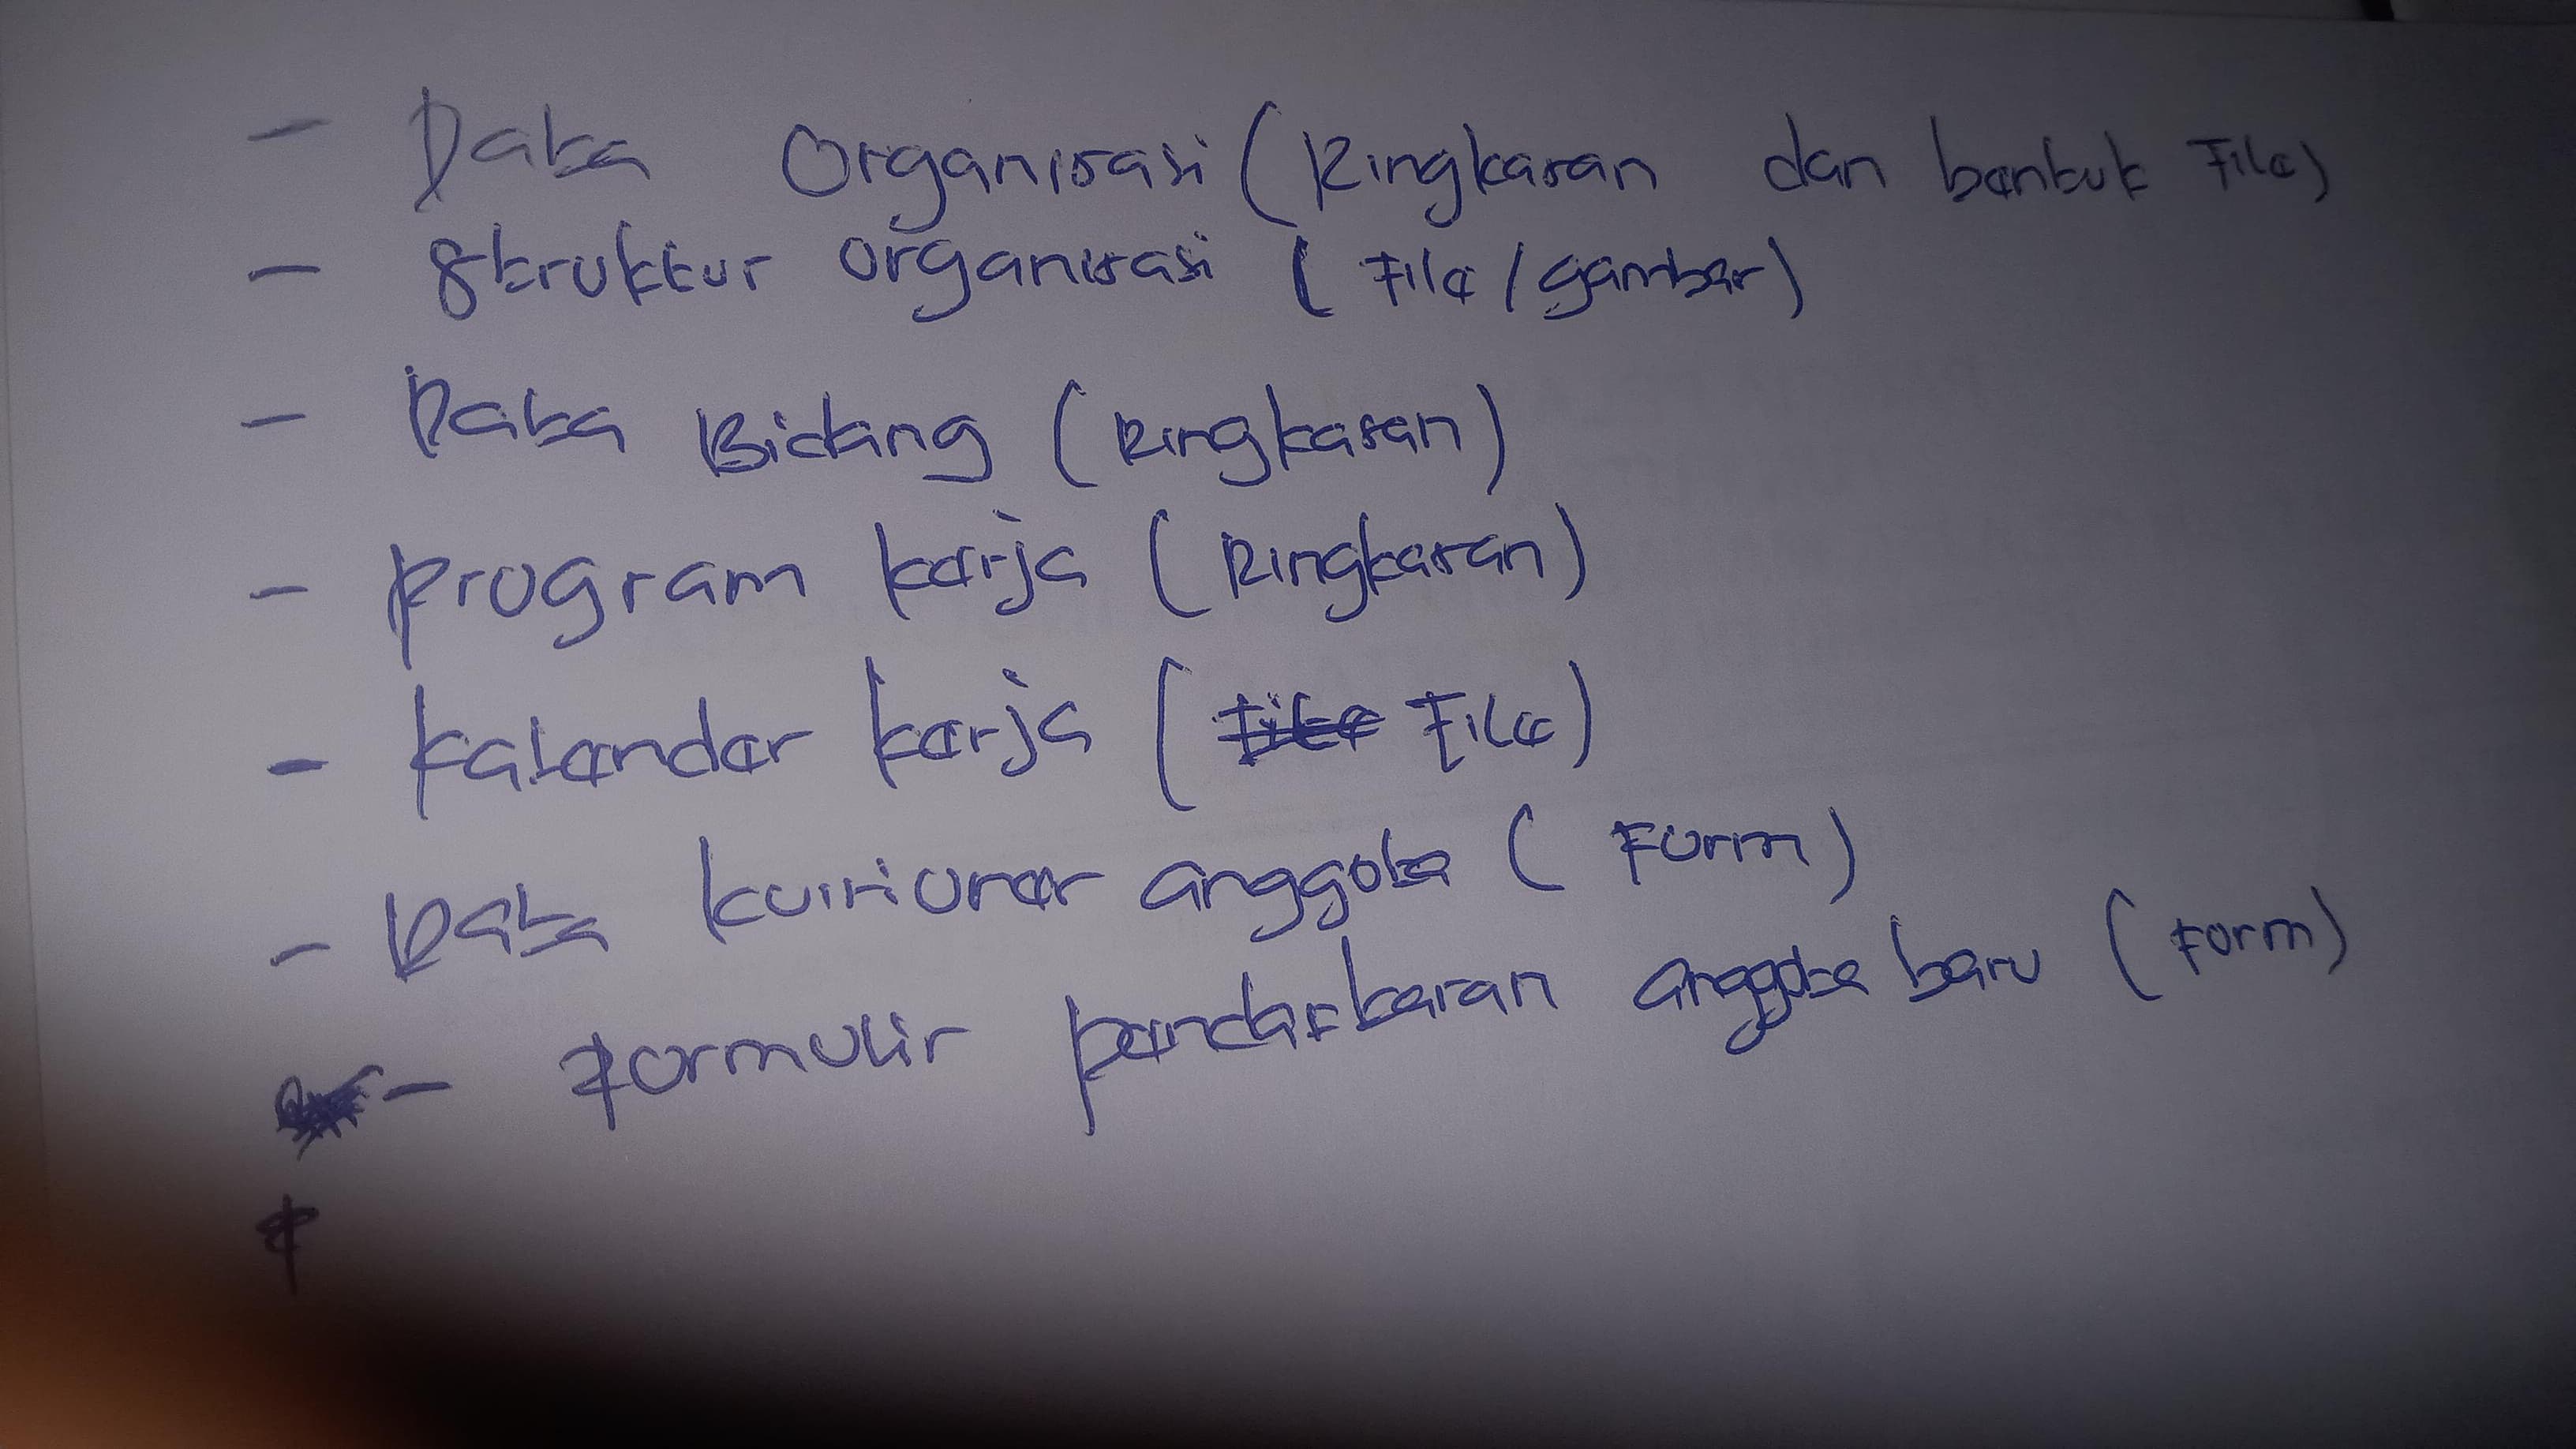 - Data Organisasi (Ringkasan dan bentuk File)
- Struktur organisasi (File/gambar)
- Data Bidang (Ringkasan)
- Program kerja (Ringkasan)
- Kalender kerja (File)
- Data kuisioner anggota (Form)
- Formulir pendaftaran anggota baru (Form)